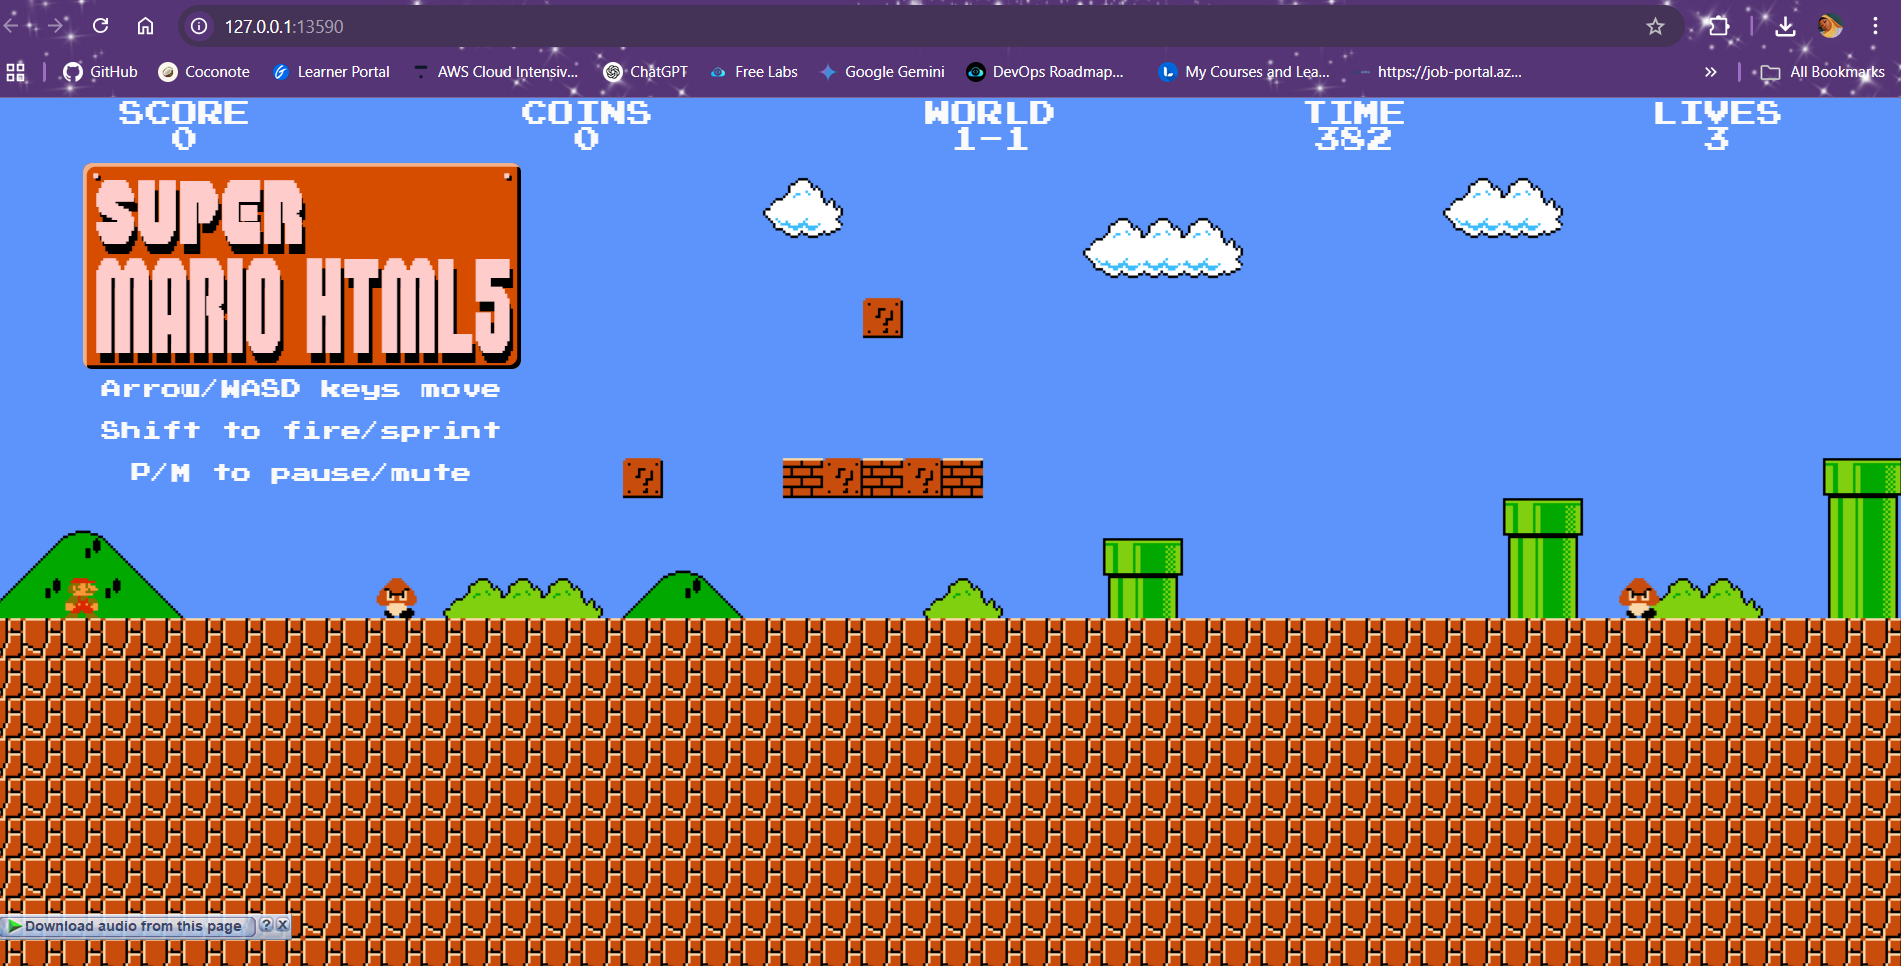 127.0.0.1:13590
GitHub
Coconote
Learner Portal
AWS Cloud Intensiv...
ChatGPT
Free Labs
Google Gemini
DevOps Roadmap...
My Courses and Lea...
https://job-portal.az...
»
All Bookmarks
SCORE COINS WORLD TIME LIVES
0 0 1-1 382 3
SUPER
MARIO HTML5
Arrow/WASD keys move
Shift to fire/sprint
P/M to pause/mute
? 
?
? ?
Download audio from this page ? X